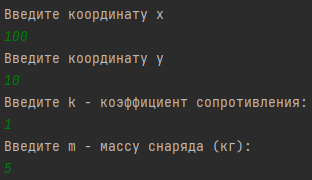 Введите координату x
100
Введите координату y
10
Введите k - коэффициент сопротивления:
1
Введите m - массу снаряда (кг):
5